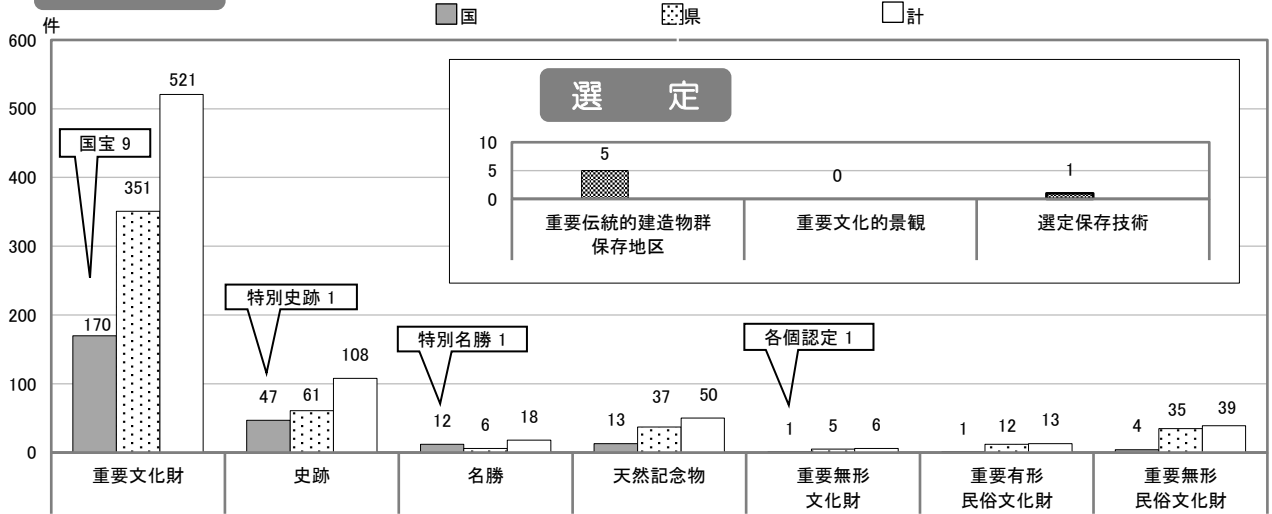 国 県 計
件
600
500
400
300
200
100
0
選 定
10
5
0
5 0 1
重要伝統的建造物群
保存地区
重要文化的景観
選定保存技術
国宝 9
特別史跡 1
特別名勝 1
各個認定 1
170 351 521
47 61 108
12 6 18
13 37 50
1 5 6
1 12 13
4 35 39
重要文化財
史跡
名勝
天然記念物
重要無形
文化財
重要有形
民俗文化財
重要無形
民俗文化財